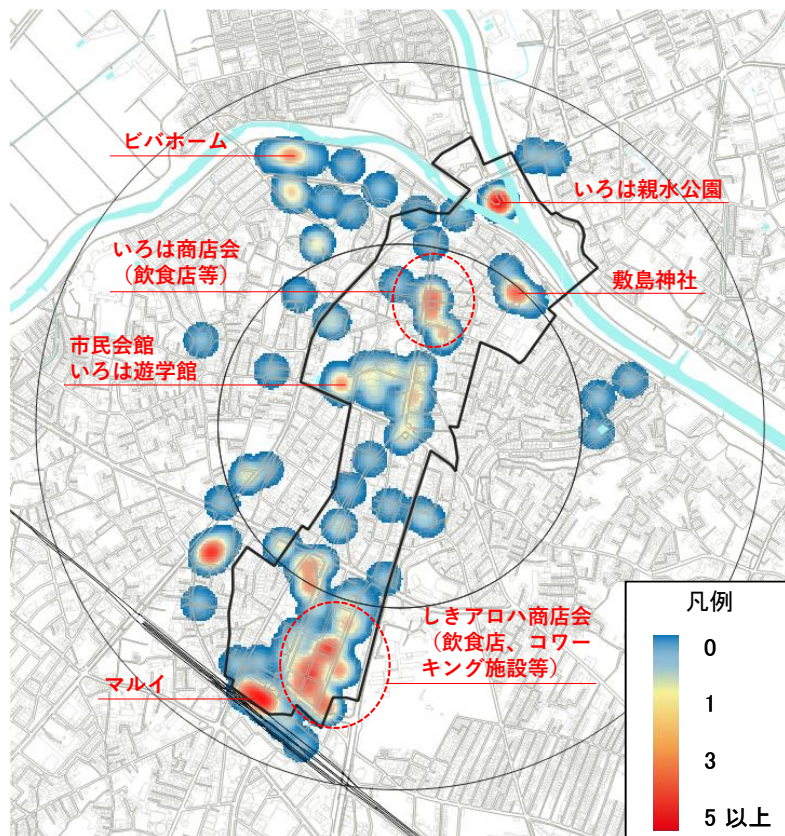 ビバホーム
いろは親水公園
いろは商店会
（飲食店等）
敷島神社
市民会館
いろは遊学館
しきアロハ商店会
（飲食店、コワー
キング施設等）
マルイ
凡例
0
1
3
5 以上